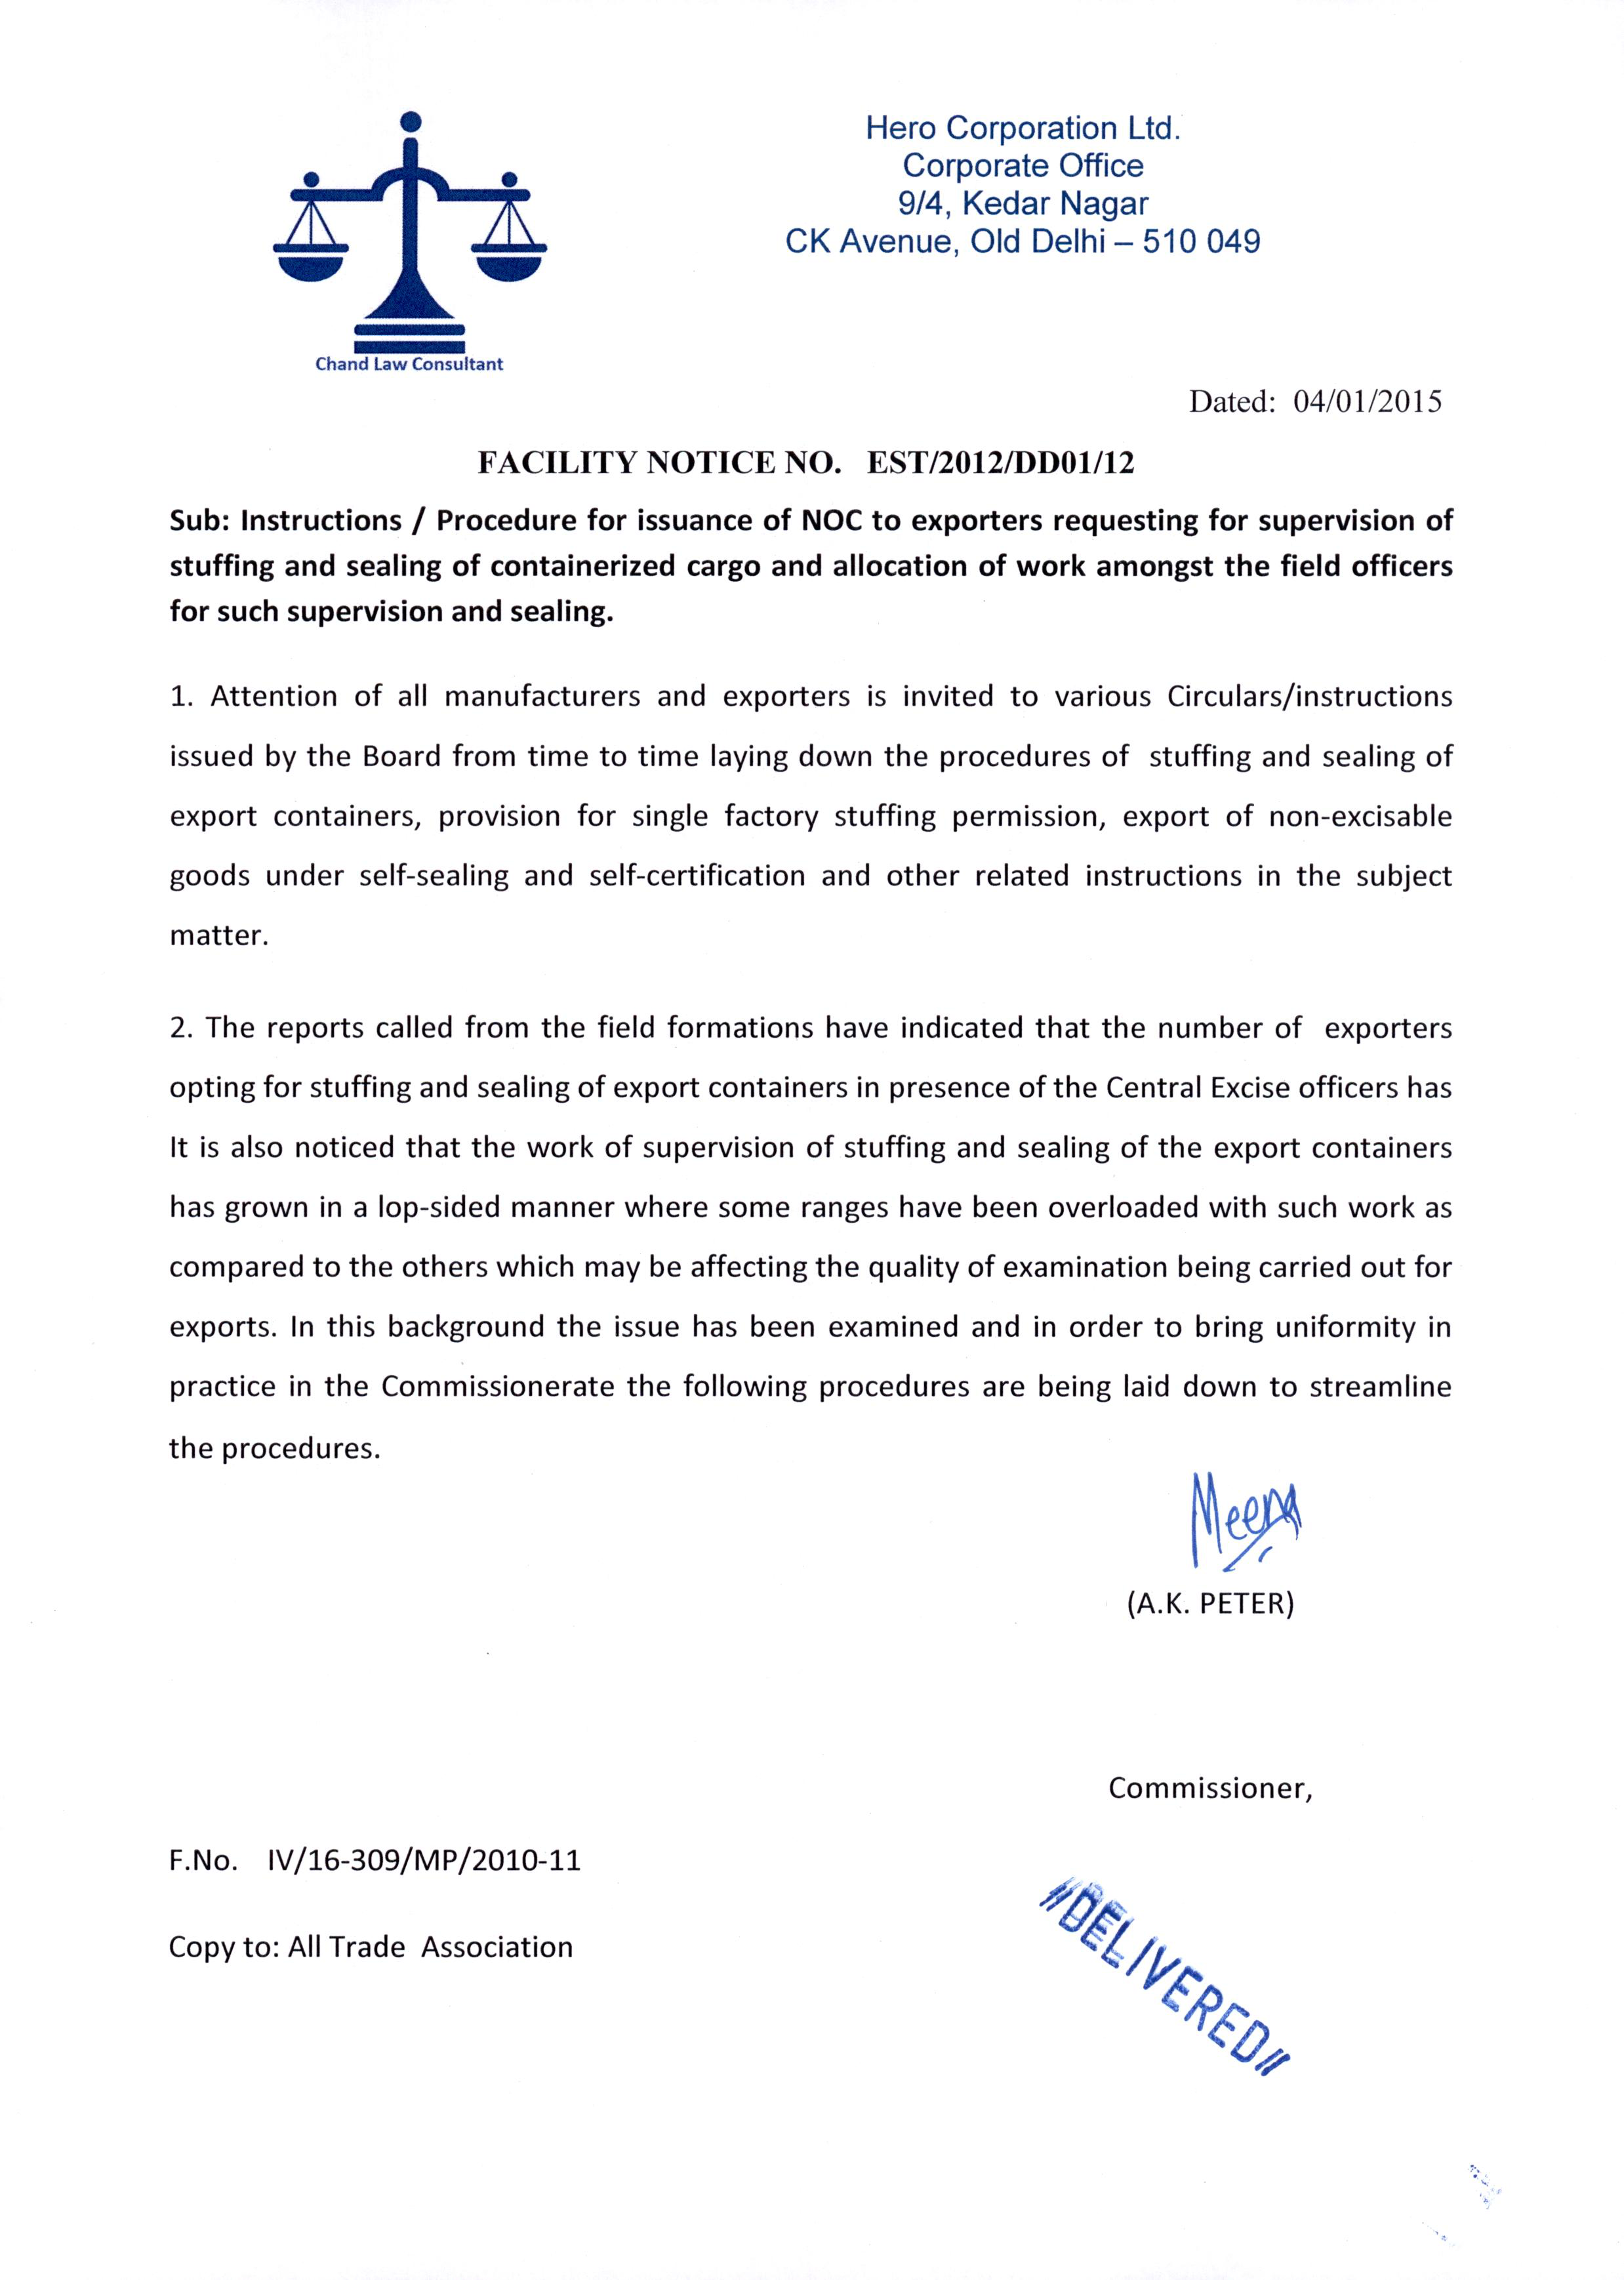 Hero Corporation Ltd.
Corporate Office
9/4, Kedar Nagar
CK Avenue, Old Delhi – 510 049
Chand Law Consultant
Dated: 04/01/2015
FACILITY NOTICE NO. EST/2012/DD01/12
Sub: Instructions / Procedure for issuance of NOC to exporters requesting for supervision of
stuffing and sealing of containerized cargo and allocation of work amongst the field officers
for such supervision and sealing.
1. Attention of all manufacturers and exporters is invited to various Circulars/instructions
issued by the Board from time to time laying down the procedures of stuffing and sealing of
export containers, provision for single factory stuffing permission, export of non-excisable
goods under self-sealing and self-certification and other related instructions in the subject
matter.
2. The reports called from the field formations have indicated that the number of exporters
opting for stuffing and sealing of export containers in presence of the Central Excise officers has
It is also noticed that the work of supervision of stuffing and sealing of the export containers
has grown in a lop-sided manner where some ranges have been overloaded with such work as
compared to the others which may be affecting the quality of examination being carried out for
exports. In this background the issue has been examined and in order to bring uniformity in
practice in the Commissionerate the following procedures are being laid down to streamline
the procedures.
Meena
(A.K. PETER)
Commissioner,
F.No. IV/16-309/MP/2010-11
Copy to: All Trade Association
//DELIVERED//